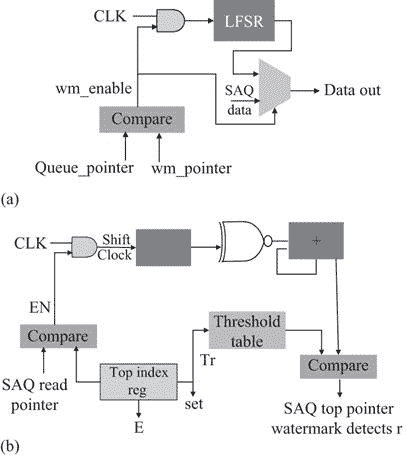 CLK
LFSR
wm_enable
SAQ
data
Data out
Compare
Queue_pointer
wm_pointer
(a)
CLK
Shift
Clock
+
EN
Compare
Threshold
table
Tr
Top index
reg
set
Compare
SAQ read
pointer
E
SAQ top pointer
watermark detects r
(b)